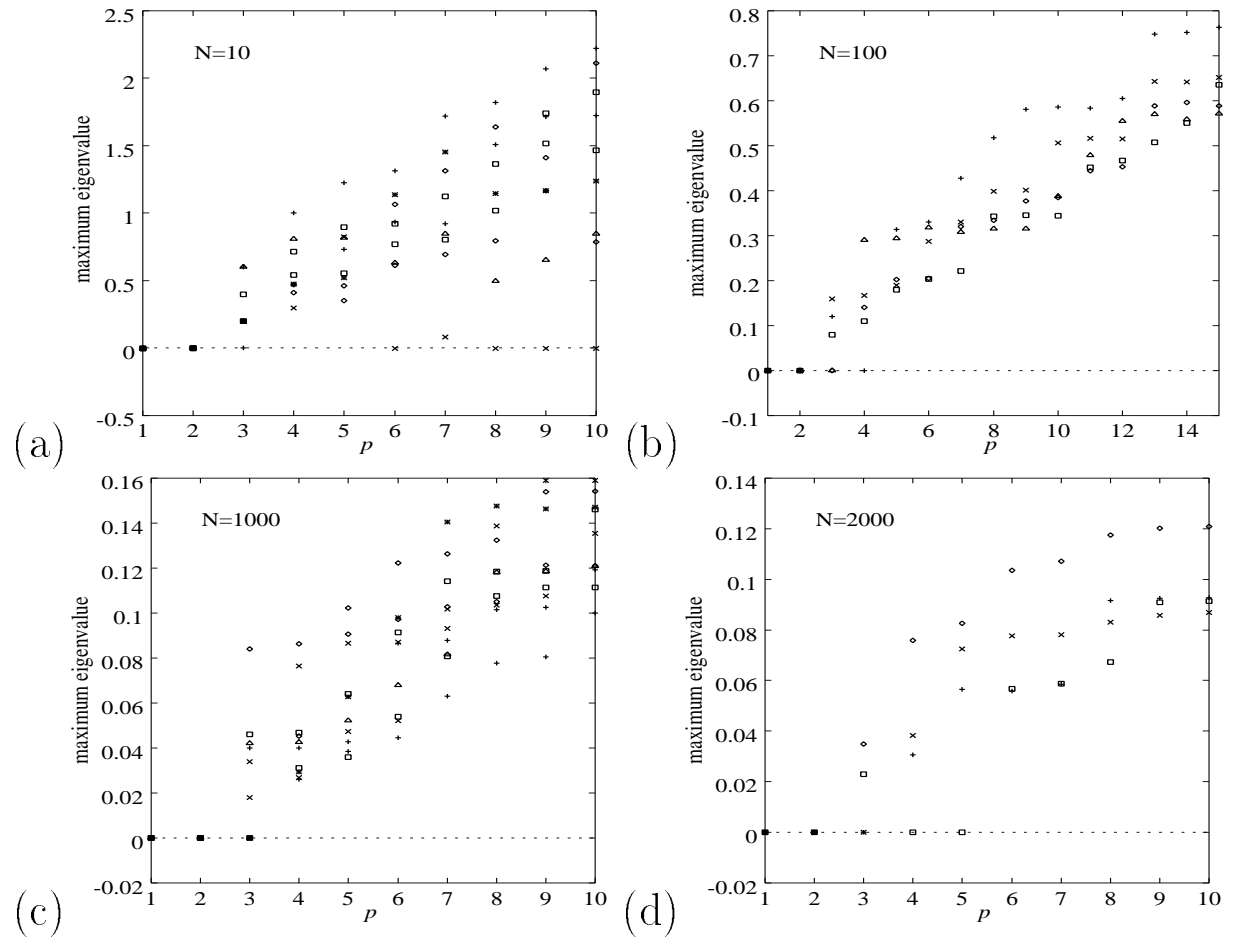 2.5
2
1.5
1
0.5
0
-0.5
maximum eigenvalue
N=10
1 2 3 4 5 6 7 8 9 10
p
(a)
0.8
0.7
0.6
0.5
0.4
0.3
0.2
0.1
0
-0.1
maximum eigenvalue
N=100
2 4 6 8 10 12 14
p
(b)
0.16
0.14
0.12
0.1
0.08
0.06
0.04
0.02
0
-0.02
maximum eigenvalue
N=1000
1 2 3 4 5 6 7 8 9 10
p
(c)
0.14
0.12
0.1
0.08
0.06
0.04
0.02
0
-0.02
maximum eigenvalue
N=2000
1 2 3 4 5 6 7 8 9 10
p
(d)